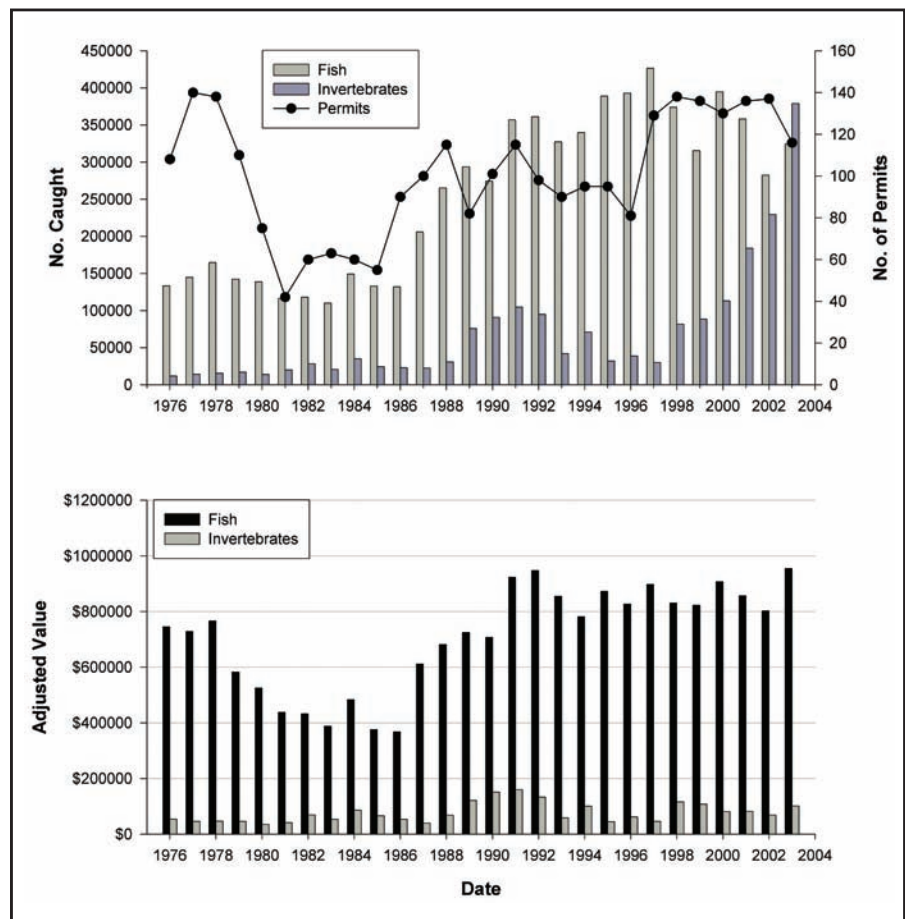 450000
400000
350000
300000
250000
200000
150000
100000
50000
0
No. Caught
Fish
Invertebrates
Permits
160
140
120
100
80
60
40
20
0
No. of Permits
1976 1978 1980 1982 1984 1986 1988 1990 1992 1994 1996 1998 2000 2002 2004
$1200000
$1000000
$800000
$600000
$400000
$200000
$0
Adjusted Value
Fish
Invertebrates
1976 1978 1980 1982 1984 1986 1988 1990 1992 1994 1996 1998 2000 2002 2004
Date